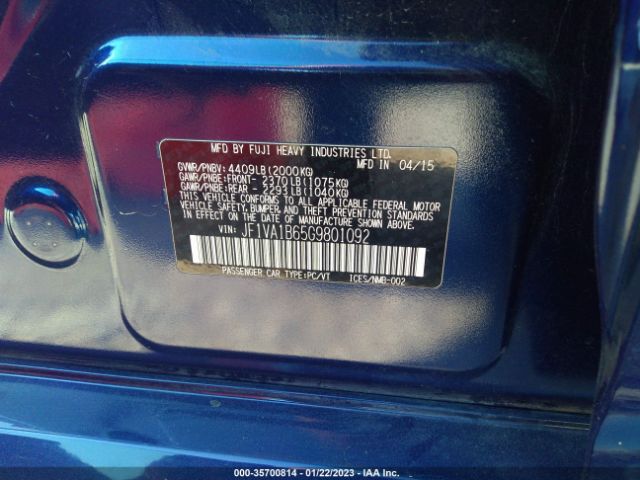 MFD BY FUJI HEAVY INDUSTRIES LTD.
GVWR/PNBV: 4409LB(2000KG) MFD IN 04/15
GAWR/PNBE:FRONT- 2370LB(1075KG)
GAWR/PNBE:REAR - 2293LB(1040KG)
THIS VEHICLE CONFORMS TO ALL APPLICABLE FEDERAL MOTOR
VEHICLE SAFETY, BUMPER, AND THEFT PREVENTION STANDARDS
IN EFFECT ON THE DATE OF MANUFACTURE SHOWN ABOVE.
VIN: JF1VA1B65G9801092
PASSENGER CAR TYPE:PC/VT ICES/NMB-002
000-35700814 - 01/22/2023 - IAA Inc.